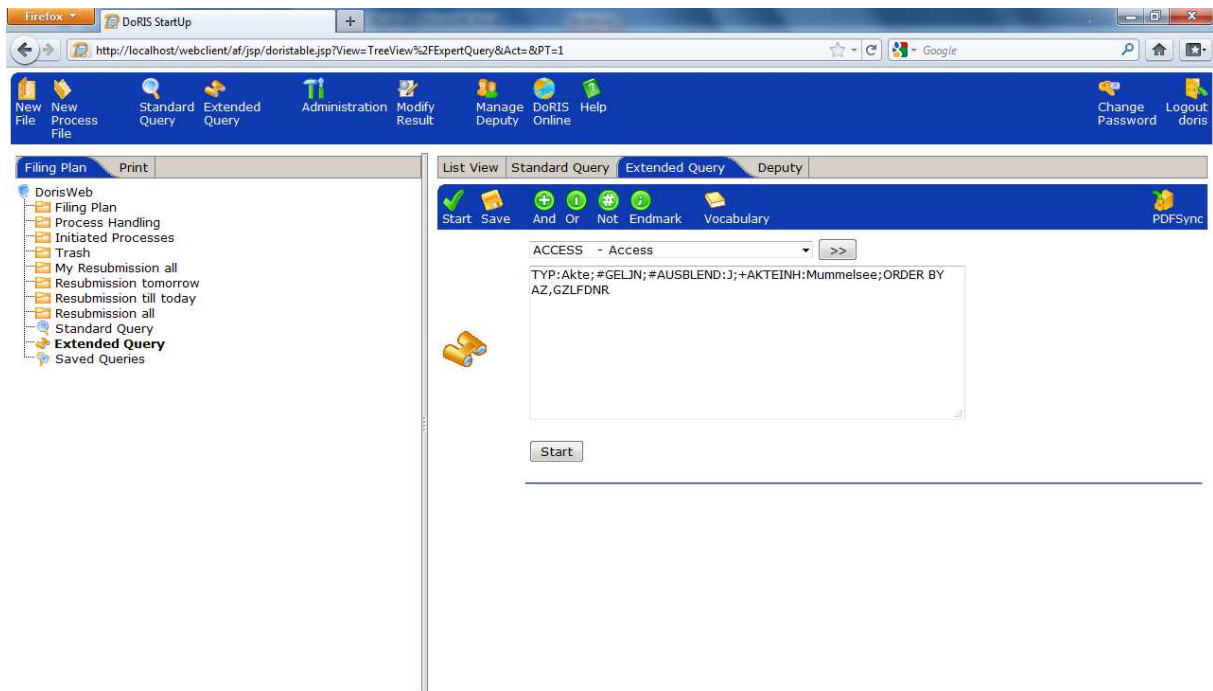 Firefox
DoRIS StartUp
+
http://localhost/webclient/af/jsp/doristable.jsp?View=TreeView%2FExpertQuery&Act=&PT=1
Google
New File
New Process File
Standard Query
Extended Query
Administration
Modify Result
Manage Deputy
DoRIS Online
Help
Change Password
Logout doris
Filing Plan
Print
DorisWeb
Filing Plan
Process Handling
Initiated Processes
Trash
My Resubmission all
Resubmission tomorrow
Resubmission till today
Resubmission all
Standard Query
Extended Query
Saved Queries
List View
Standard Query
Extended Query
Deputy
Start
Save
And
Or
Not
Endmark
Vocabulary
PDFSync
ACCESS - Access
>>
TYP:Akte;#GELJN;#AUSBLEND:J;+AKTEINH:Mummelsee;ORDER BY
AZ,GZLFDNR
Start